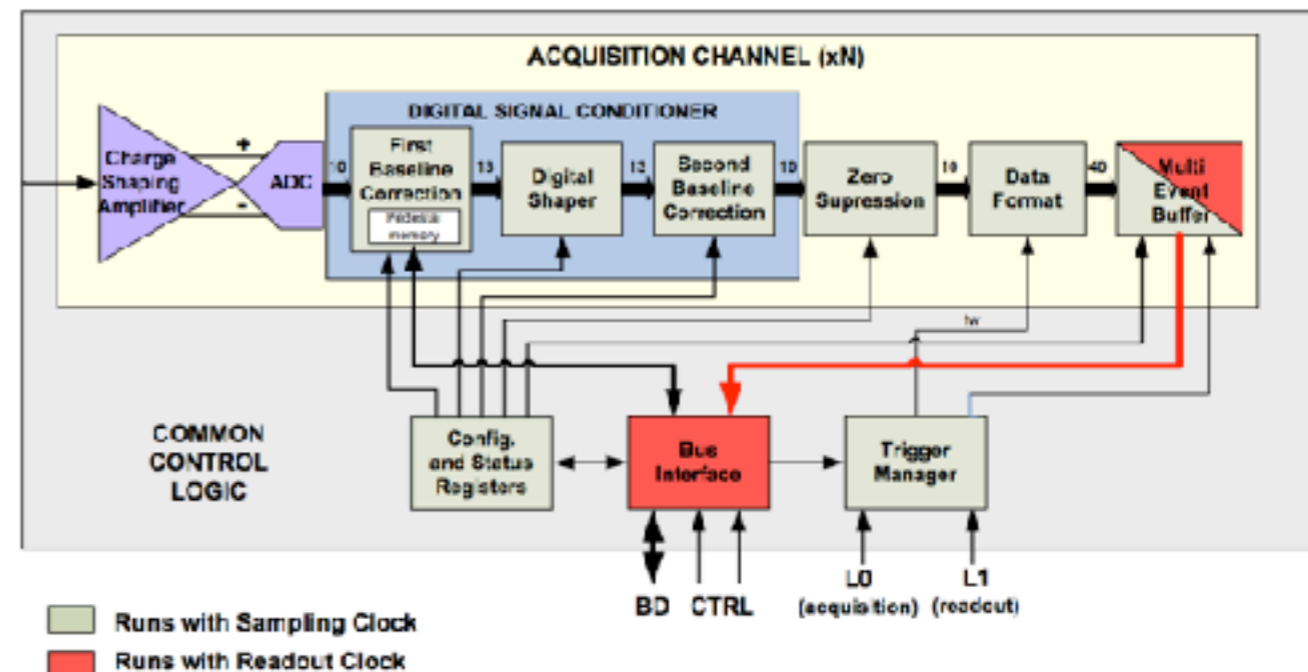 ACQUISITION CHANNEL (xN)
DIGITAL SIGNAL CONDITIONER
Charge
Shaping
Amplifier
+
-
ADC
10
First
Baseline
Correction
memory
13
Digital
Shaper
12
Second
Baseline
Correction
10
Zero
Supression
10
Data
Format
40
Multi
Event
Buffer
COMMON
CONTROL
LOGIC
Config.
and Status
Registers
Bus
Interface
Trigger
Manager
BD
CTRL
L0
(acquisition)
L1
(readout)
Runs with Sampling Clock
Runs with Readout Clock